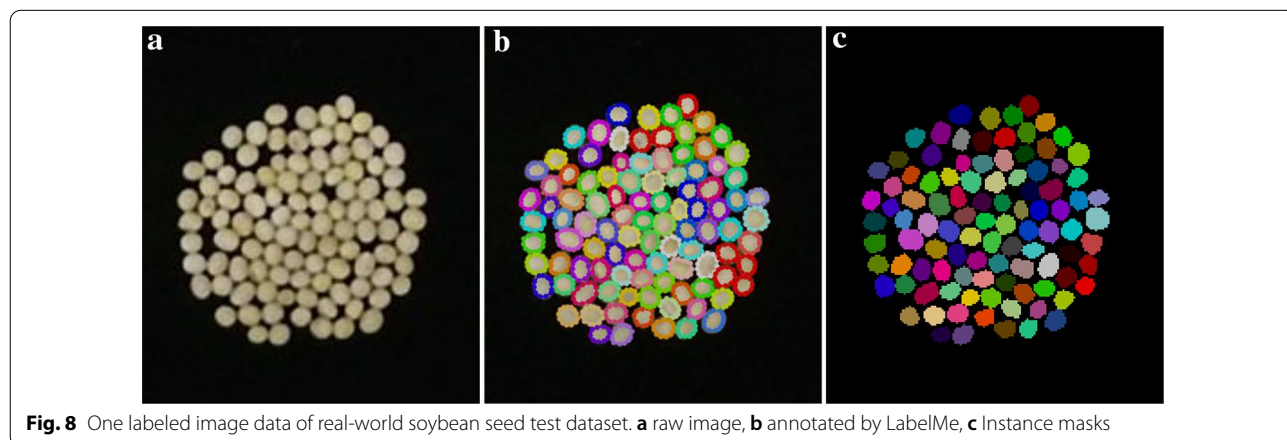 a
b
c
Fig. 8 One labeled image data of real-world soybean seed test dataset. a raw image, b annotated by LabelMe, c Instance masks